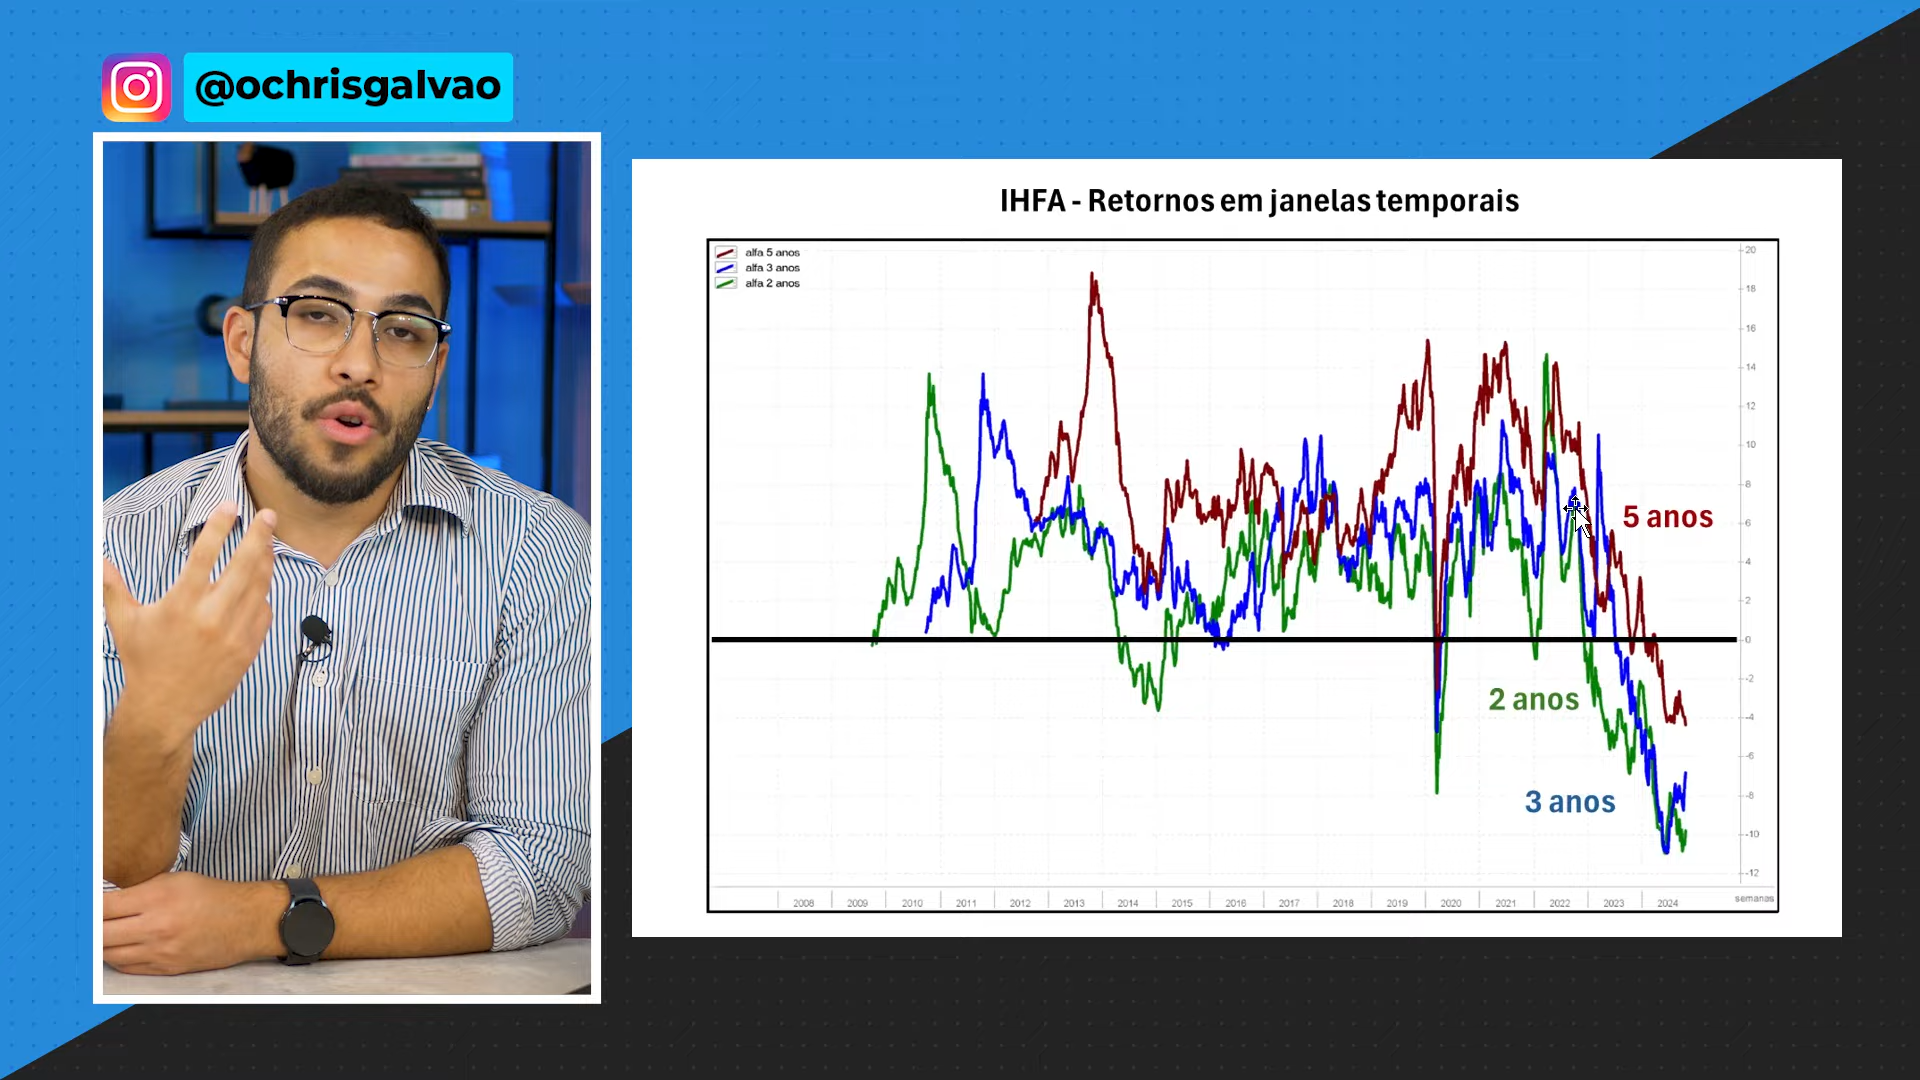 @ochrisgalvao
IHFA - Retornos em janelas temporais
alfa 5 anos
alfa 3 anos
alfa 2 anos
20
18
16
14
12
10
8
6
4
2
0
-2
-4
-6
-8
-10
-12
5 anos
2 anos
3 anos
2008 2009 2010 2011 2012 2013 2014 2015 2016 2017 2018 2019 2020 2021 2022 2023 2024 semanas